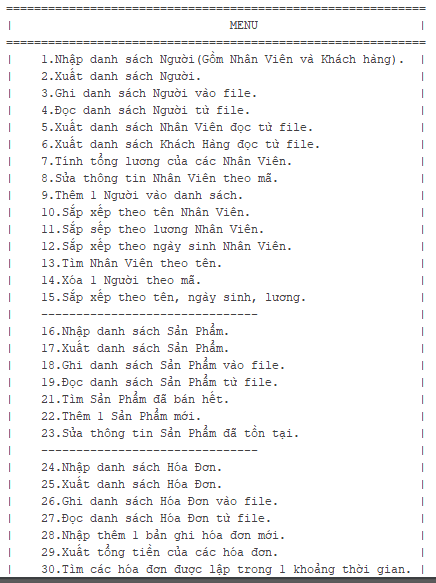 ============================================================
| MENU |
============================================================
| 1.Nhập danh sách Người(Gồm Nhân Viên và Khách hàng). |
| 2.Xuất danh sách Người. |
| 3.Ghi danh sách Người vào file. |
| 4.Đọc danh sách Người từ file. |
| 5.Xuất danh sách Nhân Viên đọc từ file. |
| 6.Xuất danh sách Khách Hàng đọc từ file. |
| 7.Tính tổng lương của các Nhân Viên. |
| 8.Sửa thông tin Nhân Viên theo mã. |
| 9.Thêm 1 Người vào danh sách. |
| 10.Sắp xếp theo tên Nhân Viên. |
| 11.Sắp sếp theo lương Nhân Viên. |
| 12.Sắp xếp theo ngày sinh Nhân Viên. |
| 13.Tìm Nhân Viên theo tên. |
| 14.Xóa 1 Người theo mã. |
| 15.Sắp xếp theo tên, ngày sinh, lương. |
| ------------------------------- |
| 16.Nhập danh sách Sản Phẩm. |
| 17.Xuất danh sách Sản Phẩm. |
| 18.Ghi danh sách Sản Phẩm vào file. |
| 19.Đọc danh sách Sản Phẩm từ file. |
| 21.Tìm Sản Phẩm đã bán hết. |
| 22.Thêm 1 Sản Phẩm mới. |
| 23.Sửa thông tin Sản Phẩm đã tồn tại. |
| ------------------------------- |
| 24.Nhập danh sách Hóa Đơn. |
| 25.Xuất danh sách Hóa Đơn. |
| 26.Ghi danh sách Hóa Đơn vào file. |
| 27.Đọc danh sách Hóa Đơn từ file. |
| 28.Nhập thêm 1 bản ghi hóa đơn mới. |
| 29.Xuất tổng tiền của các hóa đơn. |
| 30.Tìm các hóa đơn được lập trong 1 khoảng thời gian. |